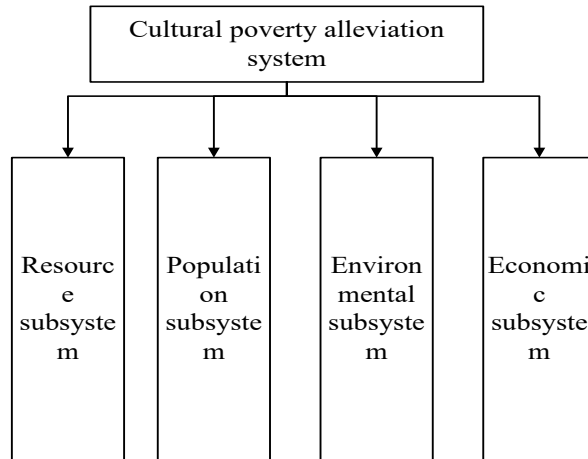 Cultural poverty alleviation
system
Resourc
e
subsyste
m
Populati
on
subsyste
m
Environ
mental
subsyste
m
Economi
c
subsyste
m